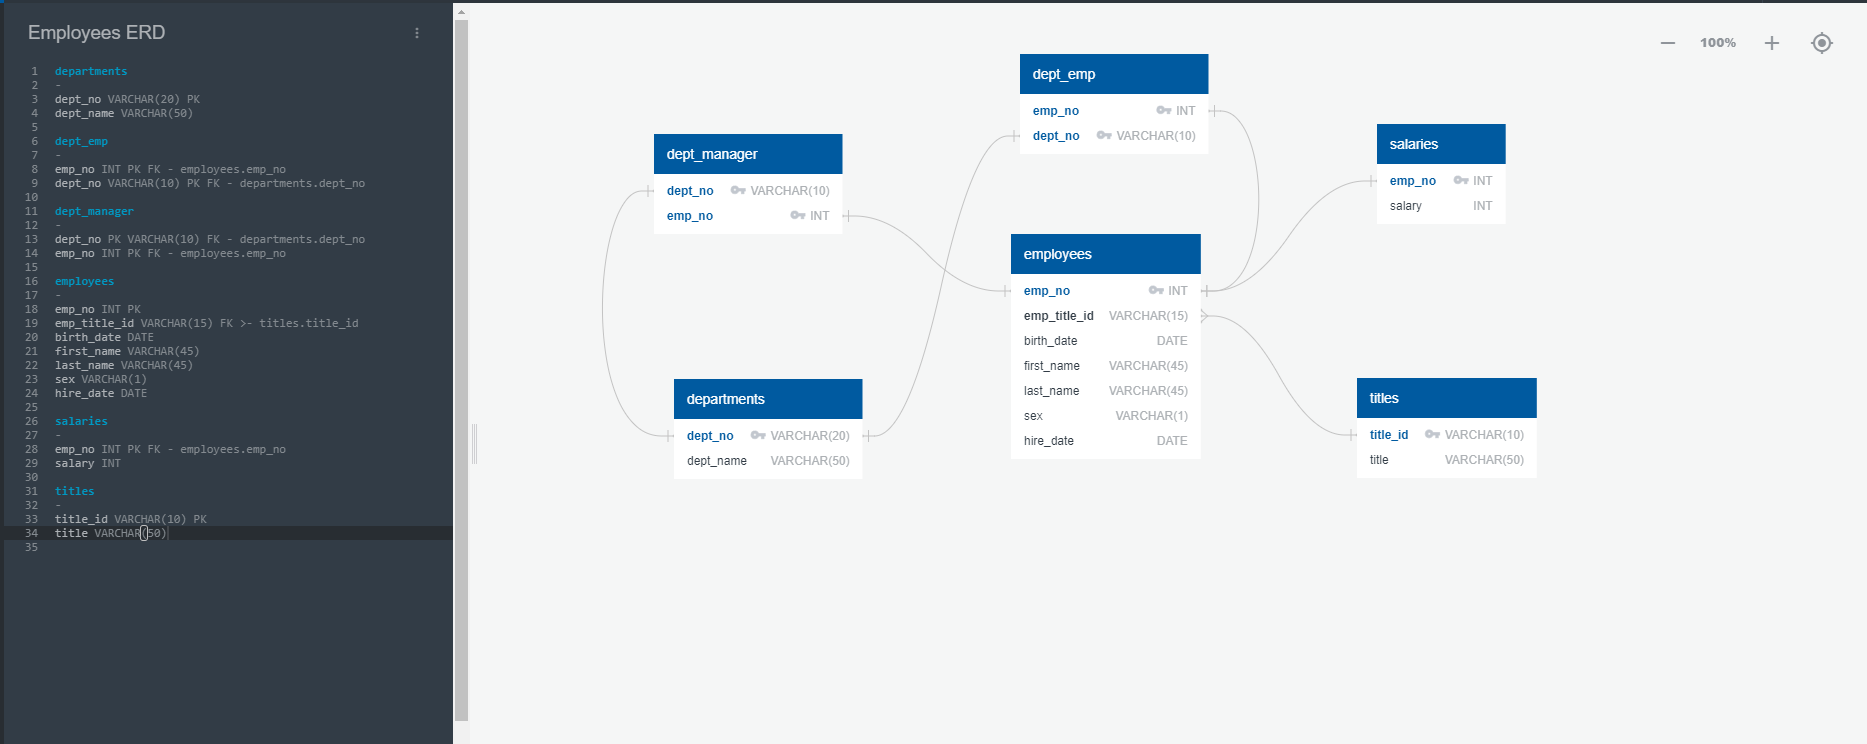 Employees ERD
1 departments
2 -
3 dept_no VARCHAR(20) PK
4 dept_name VARCHAR(50)
5
6 dept_emp
7 -
8 emp_no INT PK FK - employees.emp_no
9 dept_no VARCHAR(10) PK FK - departments.dept_no
10
11 dept_manager
12 -
13 dept_no PK VARCHAR(10) FK - departments.dept_no
14 emp_no INT PK FK - employees.emp_no
15
16 employees
17 -
18 emp_no INT PK
19 emp_title_id VARCHAR(15) FK >- titles.title_id
20 birth_date DATE
21 first_name VARCHAR(45)
22 last_name VARCHAR(45)
23 sex VARCHAR(1)
24 hire_date DATE
25
26 salaries
27 -
28 emp_no INT PK FK - employees.emp_no
29 salary INT
30
31 titles
32 -
33 title_id VARCHAR(10) PK
34 title VARCHAR(50)
35
100%
dept_manager
dept_no VARCHAR(10)
emp_no INT
dept_emp
emp_no INT
dept_no VARCHAR(10)
salaries
emp_no INT
salary INT
employees
emp_no INT
emp_title_id VARCHAR(15)
birth_date DATE
first_name VARCHAR(45)
last_name VARCHAR(45)
sex VARCHAR(1)
hire_date DATE
departments
dept_no VARCHAR(20)
dept_name VARCHAR(50)
titles
title_id VARCHAR(10)
title VARCHAR(50)